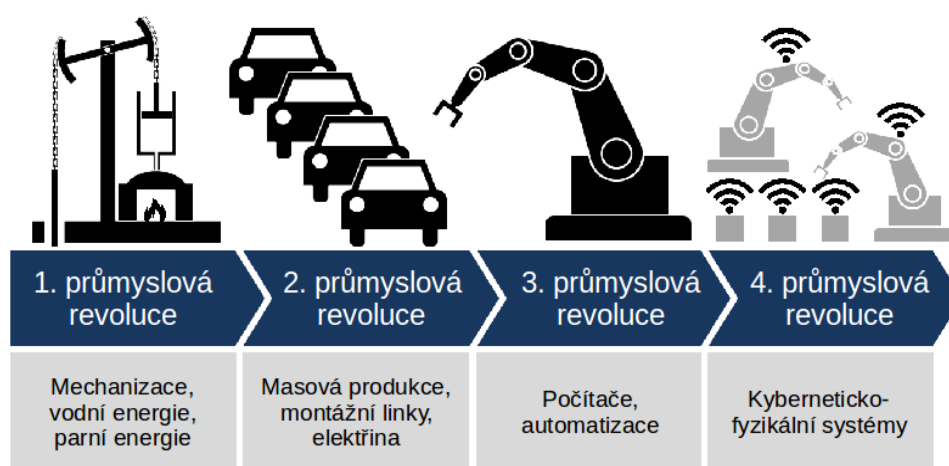 1. průmyslová
revoluce
2. průmyslová
revoluce
3. průmyslová
revoluce
4. průmyslová
revoluce
Mechanizace,
vodní energie,
parní energie
Masová produkce,
montážní linky,
elektřina
Počítače,
automatizace
Kyberneticko-
fyzikální systémy